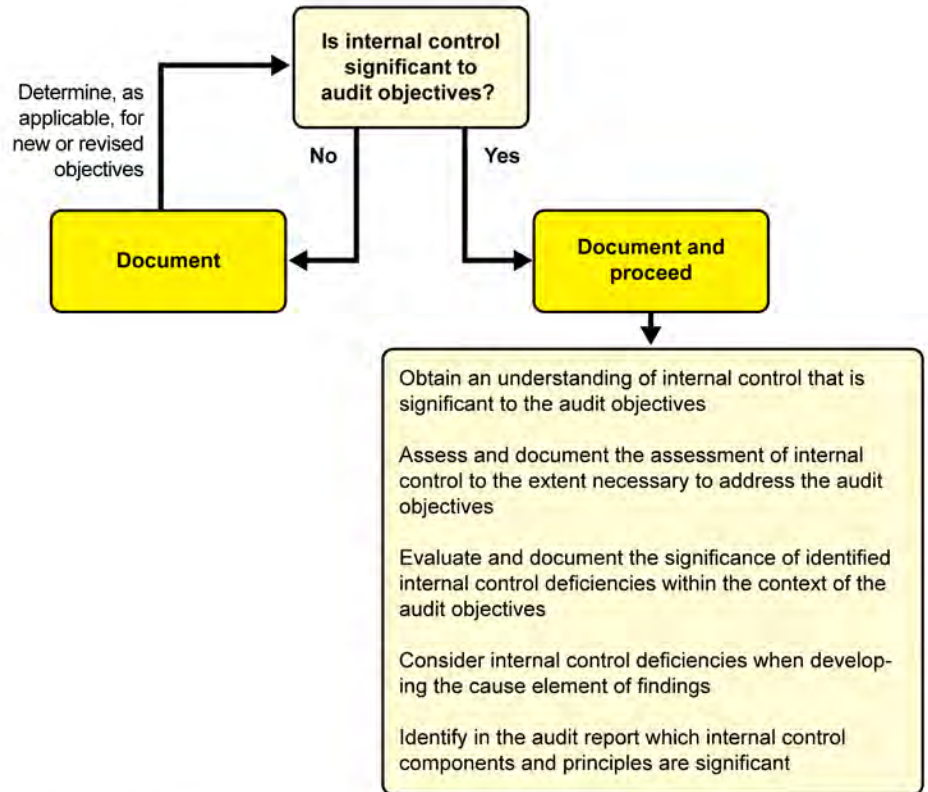 Is internal control
significant to
audit objectives?
Determine, as
applicable, for
new or revised
objectives
No
Yes
Document
Document and
proceed
Obtain an understanding of internal control that is
significant to the audit objectives
Assess and document the assessment of internal
control to the extent necessary to address the audit
objectives
Evaluate and document the significance of identified
internal control deficiencies within the context of the
audit objectives
Consider internal control deficiencies when develop-
ing the cause element of findings
Identify in the audit report which internal control
components and principles are significant